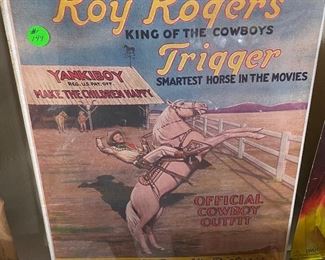 Roy Rogers
KING OF THE COWBOYS
Trigger
SMARTEST HORSE IN THE MOVIES
YANKIBOY
REG. U.S. PAT. OFF.
MAKE THE CHILDREN HAPPY
OFFICIAL
COWBOY
OUTFIT